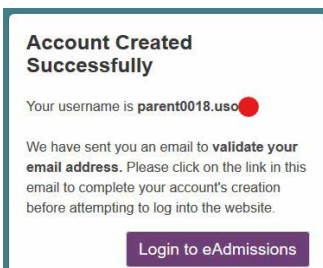 Account Created
Successfully
Your username is parent0018.uso
We have sent you an email to validate your
email address. Please click on the link in this
email to complete your account's creation
before attempting to log into the website.
Login to eAdmissions